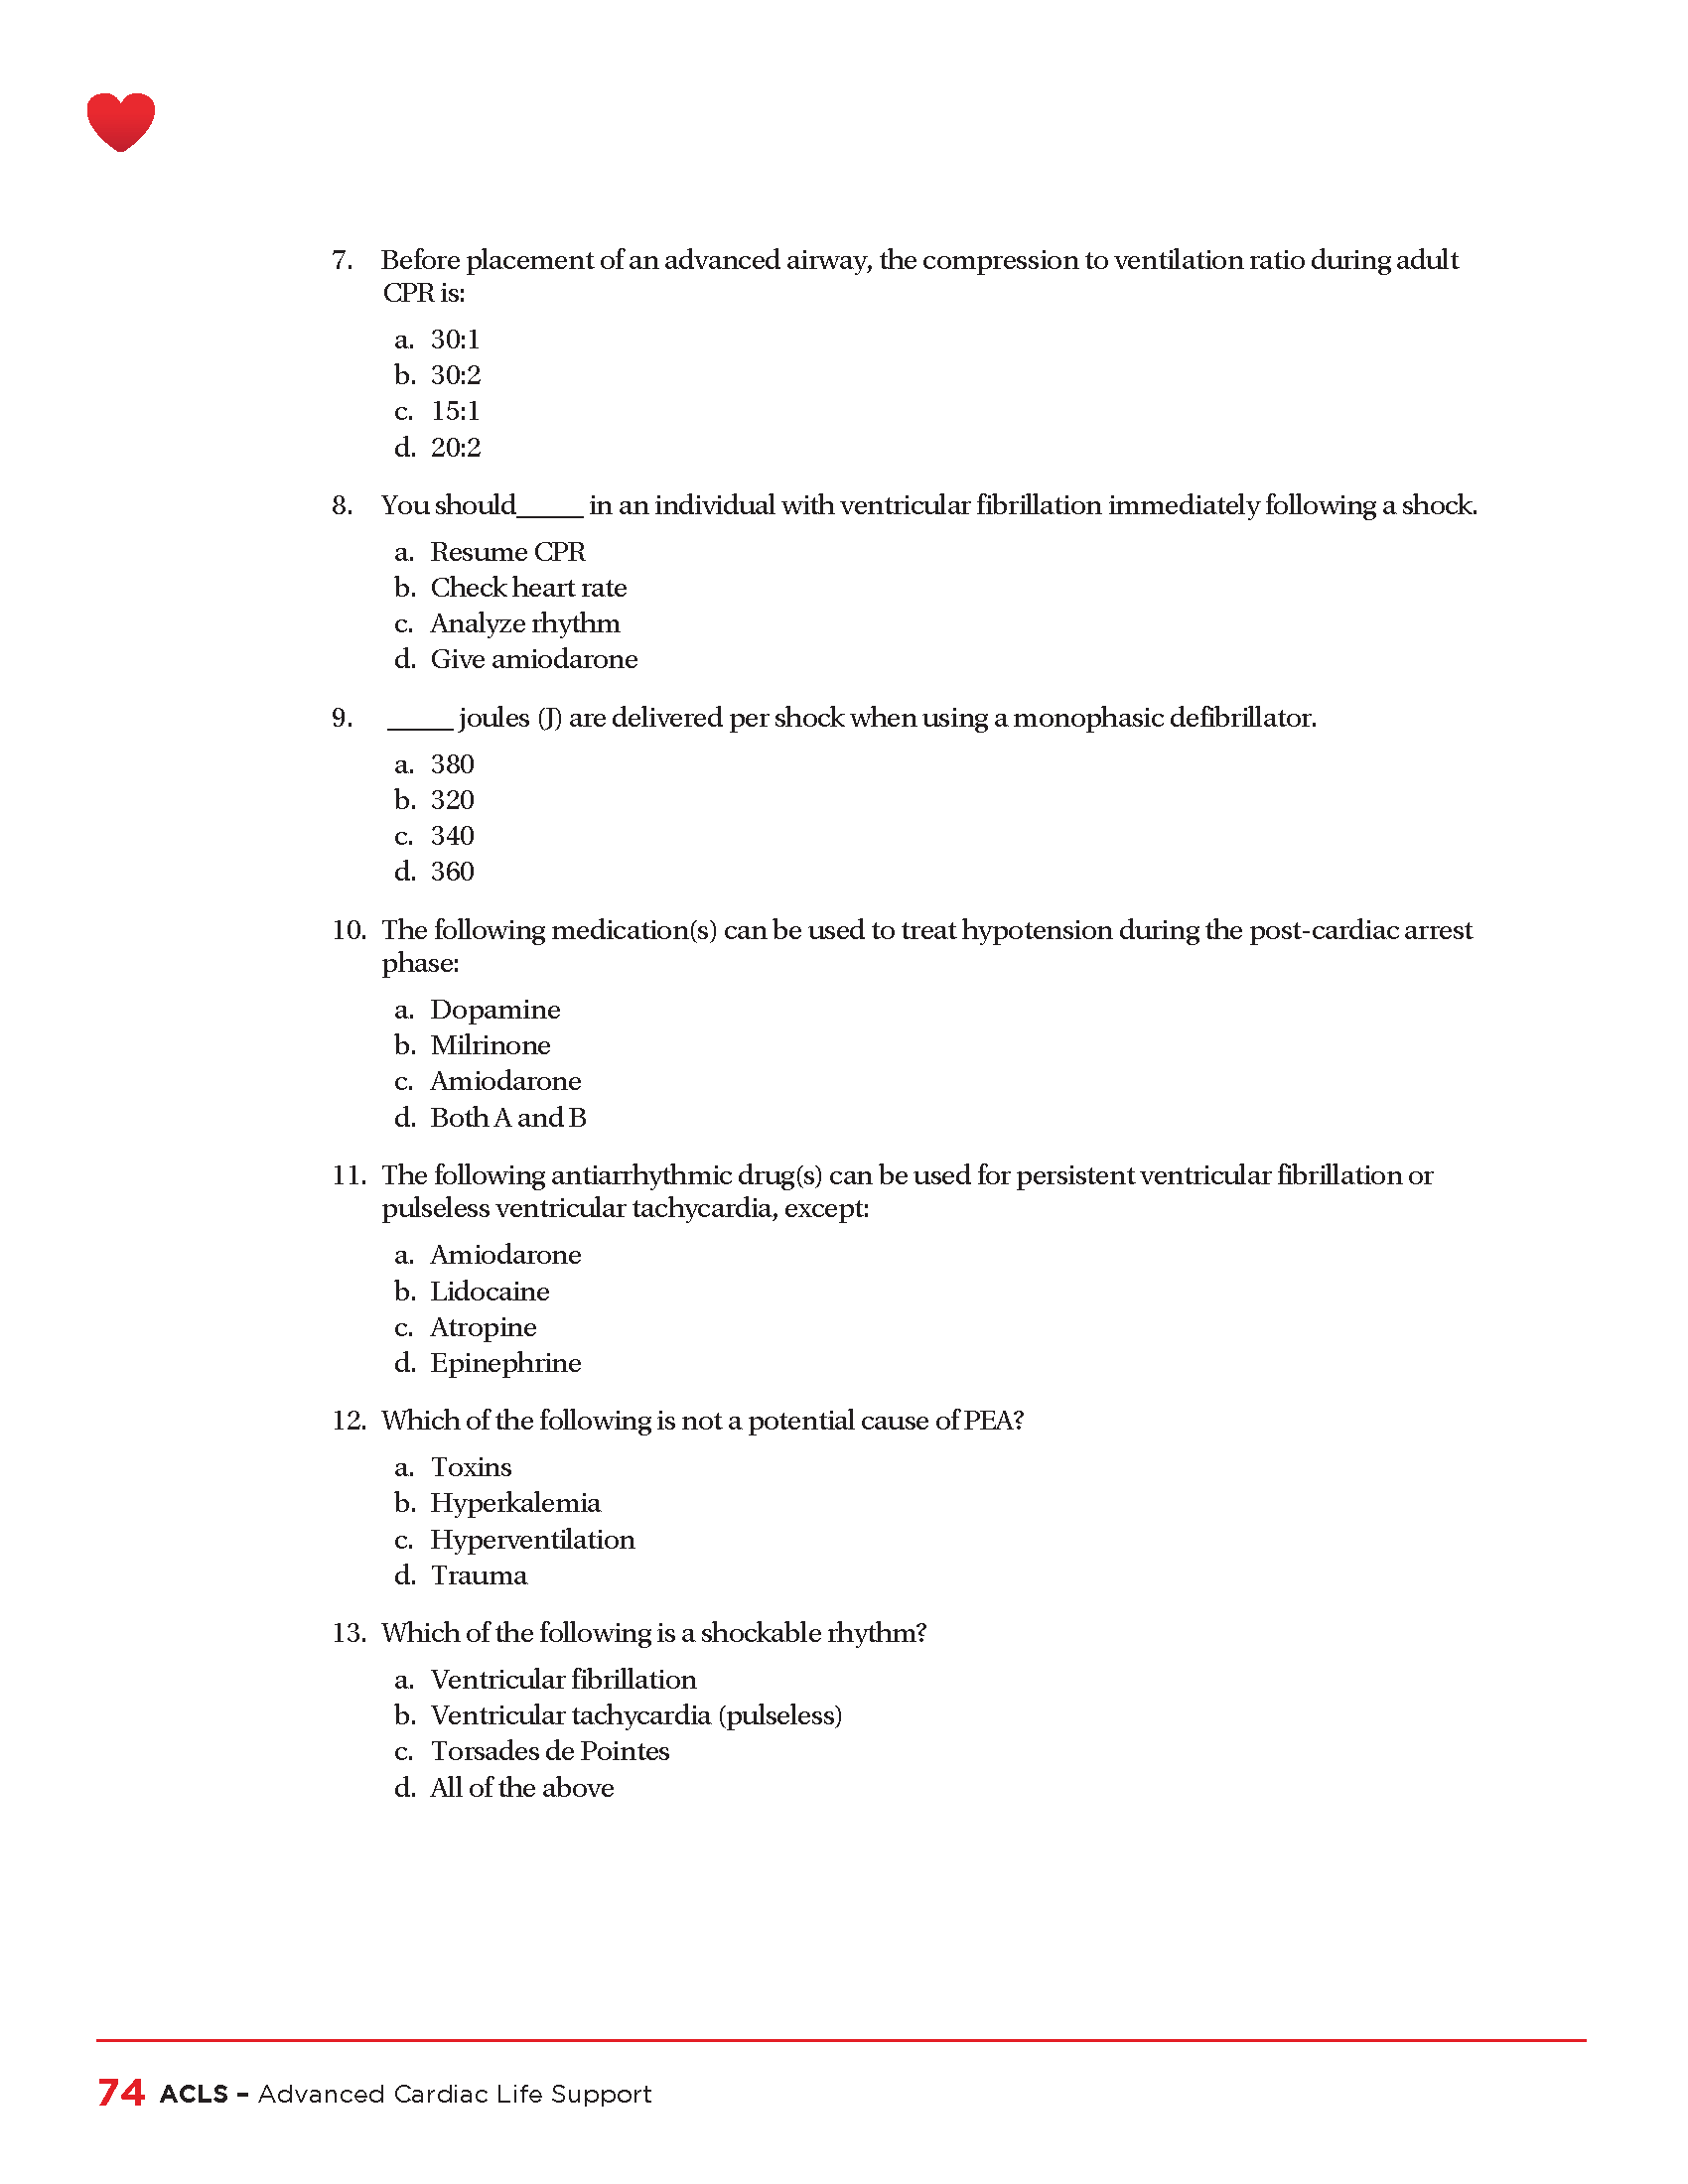 7. Before placement of an advanced airway, the compression to ventilation ratio during adult
CPR is:
a. 30:1
b. 30:2
c. 15:1
d. 20:2
8. You should_____ in an individual with ventricular fibrillation immediately following a shock.
a. Resume CPR
b. Check heart rate
c. Analyze rhythm
d. Give amiodarone
9. _____ joules (J) are delivered per shock when using a monophasic defibrillator.
a. 380
b. 320
c. 340
d. 360
10. The following medication(s) can be used to treat hypotension during the post-cardiac arrest
phase:
a. Dopamine
b. Milrinone
c. Amiodarone
d. Both A and B
11. The following antiarrhythmic drug(s) can be used for persistent ventricular fibrillation or
pulseless ventricular tachycardia, except:
a. Amiodarone
b. Lidocaine
c. Atropine
d. Epinephrine
12. Which of the following is not a potential cause of PEA?
a. Toxins
b. Hyperkalemia
c. Hyperventilation
d. Trauma
13. Which of the following is a shockable rhythm?
a. Ventricular fibrillation
b. Ventricular tachycardia (pulseless)
c. Torsades de Pointes
d. All of the above
74 ACLS – Advanced Cardiac Life Support